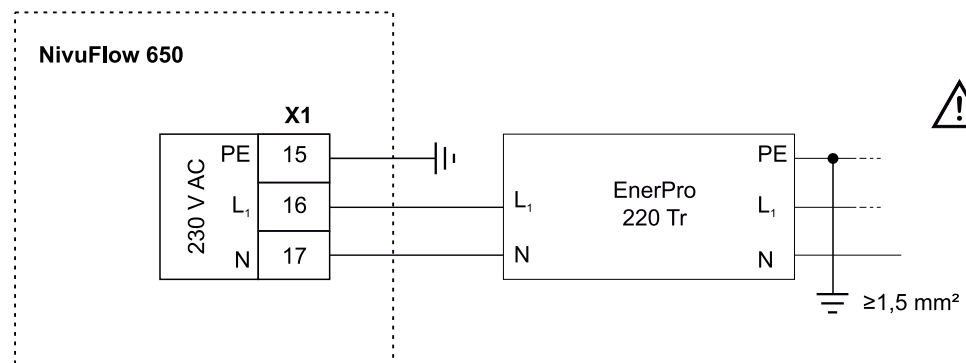 NivuFlow 650
X1
230 V AC
PE 15
L₁ 16
N 17
L₁
N
EnerPro
220 Tr
PE
L₁
N
≥1,5 mm²
!